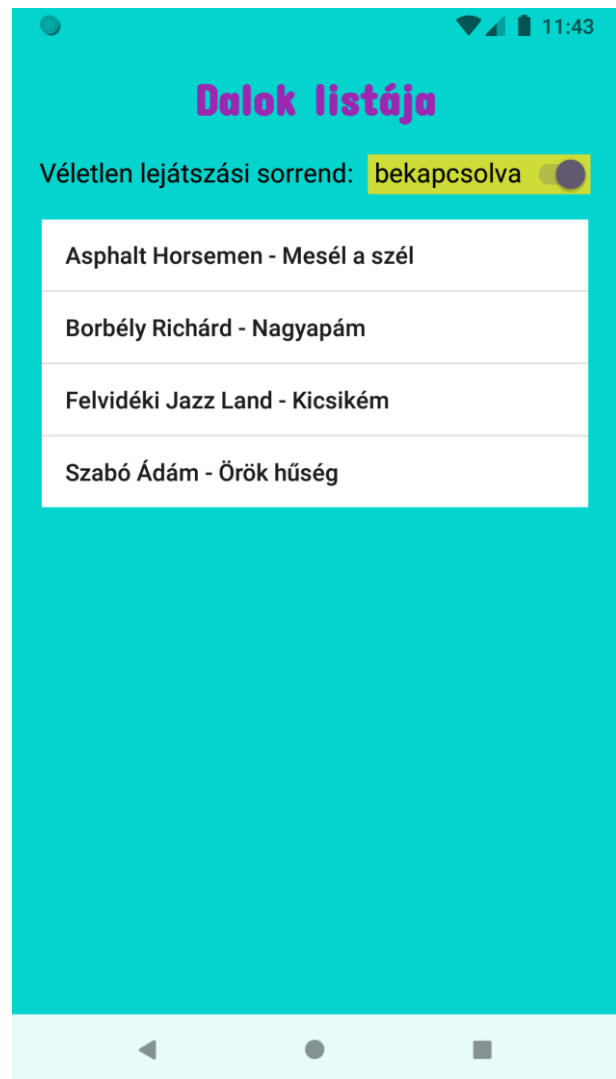 11:43
Dalok listája
Véletlen lejátszási sorrend: bekapcsolva
Asphalt Horsemen - Mesél a szél
Borbély Richárd - Nagyapám
Felvidéki Jazz Land - Kicsikém
Szabó Ádám - Örök hűség